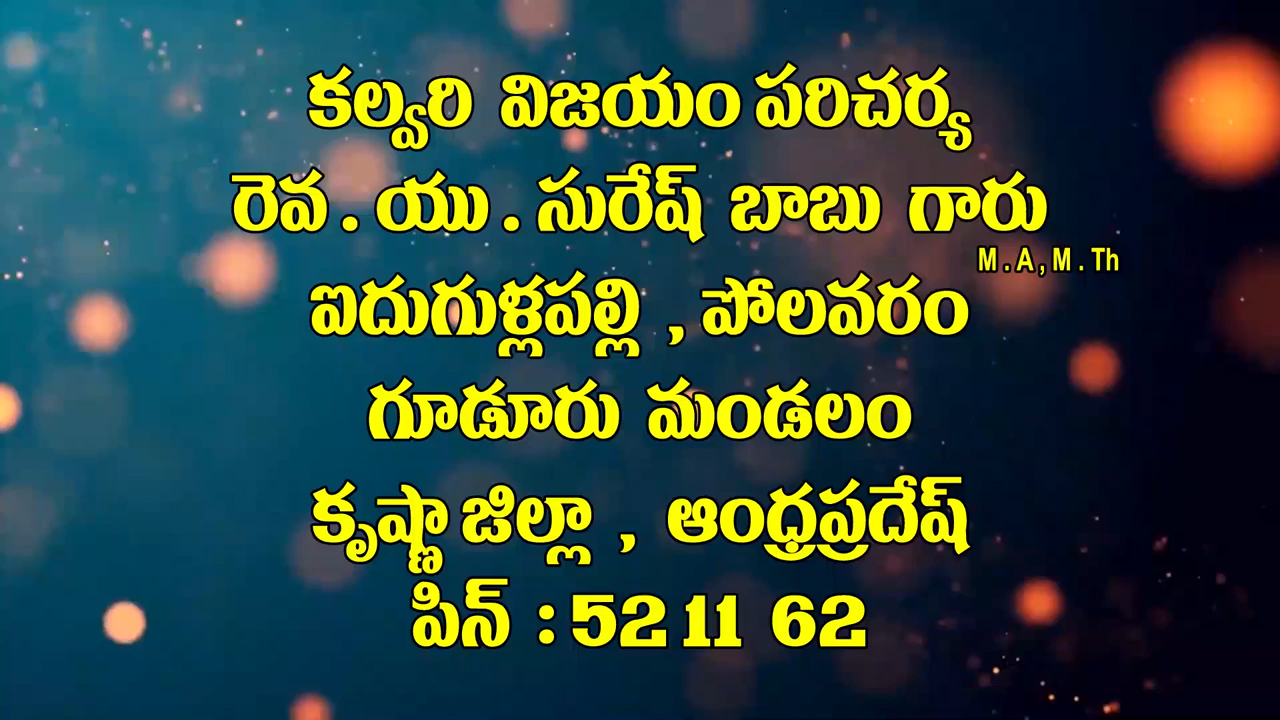 కల్వరి విజయం పరిచర్య
రెవ . యు . సురేష్ బాబు గారు
M . A , M . Th
ఐదుగుళ్లపల్లి , పోలవరం
గూడూరు మండలం
కృష్ణా జిల్లా , ఆంధ్రప్రదేష్
పిన్ : 52 11 62